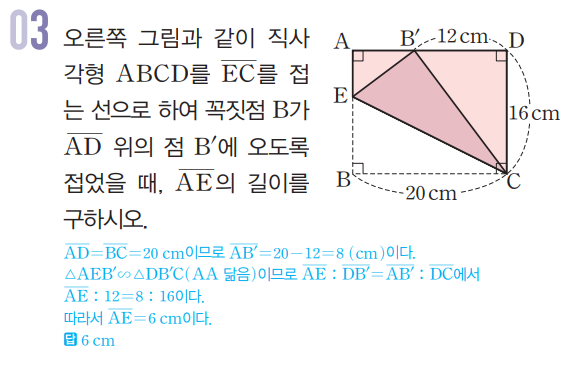 03
오른쪽 그림과 같이 직사
각형 ABCD를 EC를 접
는 선으로 하여 꼭짓점 B가
AD 위의 점 B′에 오도록
접었을 때, AE의 길이를
구하시오.
A B′ 12 cm D
E
16 cm
B C
20 cm
AD=BC=20 cm이므로 AB′=20-12=8 (cm)이다.
△AEB′∽△DB′C(AA 닮음)이므로 AE : DB′=AB′ : DC에서
AE : 12=8 : 16이다.
따라서 AE=6 cm이다.
답 6 cm